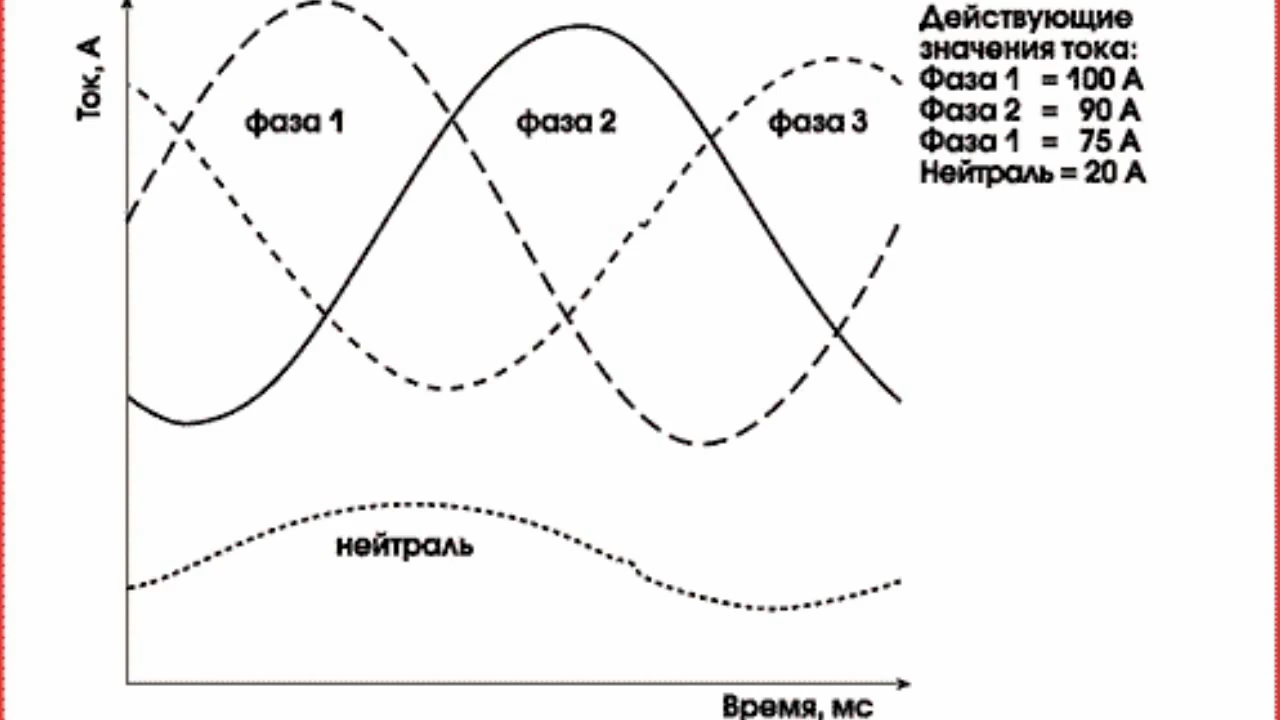 Ток, А
фаза 1
фаза 2
фаза 3
Действующие
значения тока:
Фаза 1 = 100 А
Фаза 2 = 90 А
Фаза 1 = 75 А
Нейтраль = 20 А
нейтраль
Время, мс